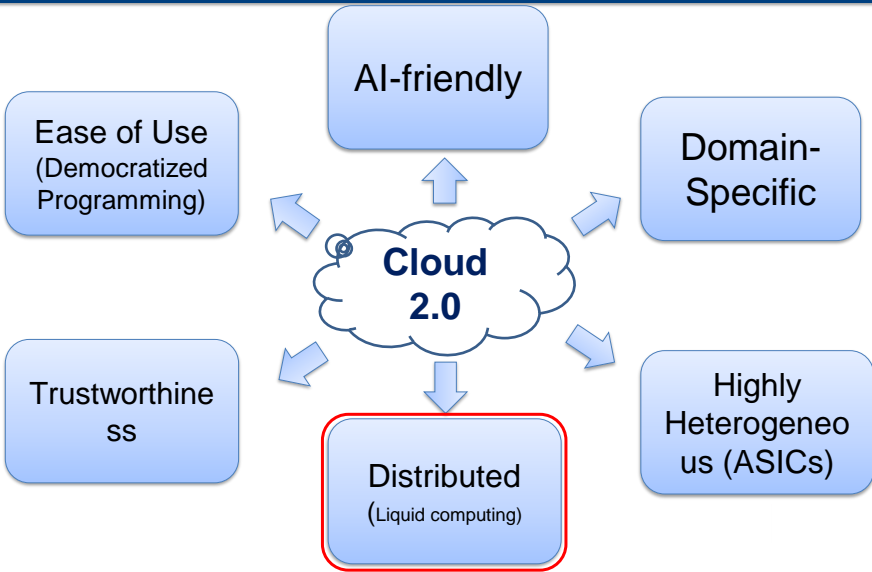 AI-friendly
Ease of Use
(Democratized
Programming)
Domain-
Specific
Cloud
2.0
Trustworthine
ss
Distributed
(Liquid computing)
Highly
Heterogeneo
us (ASICs)